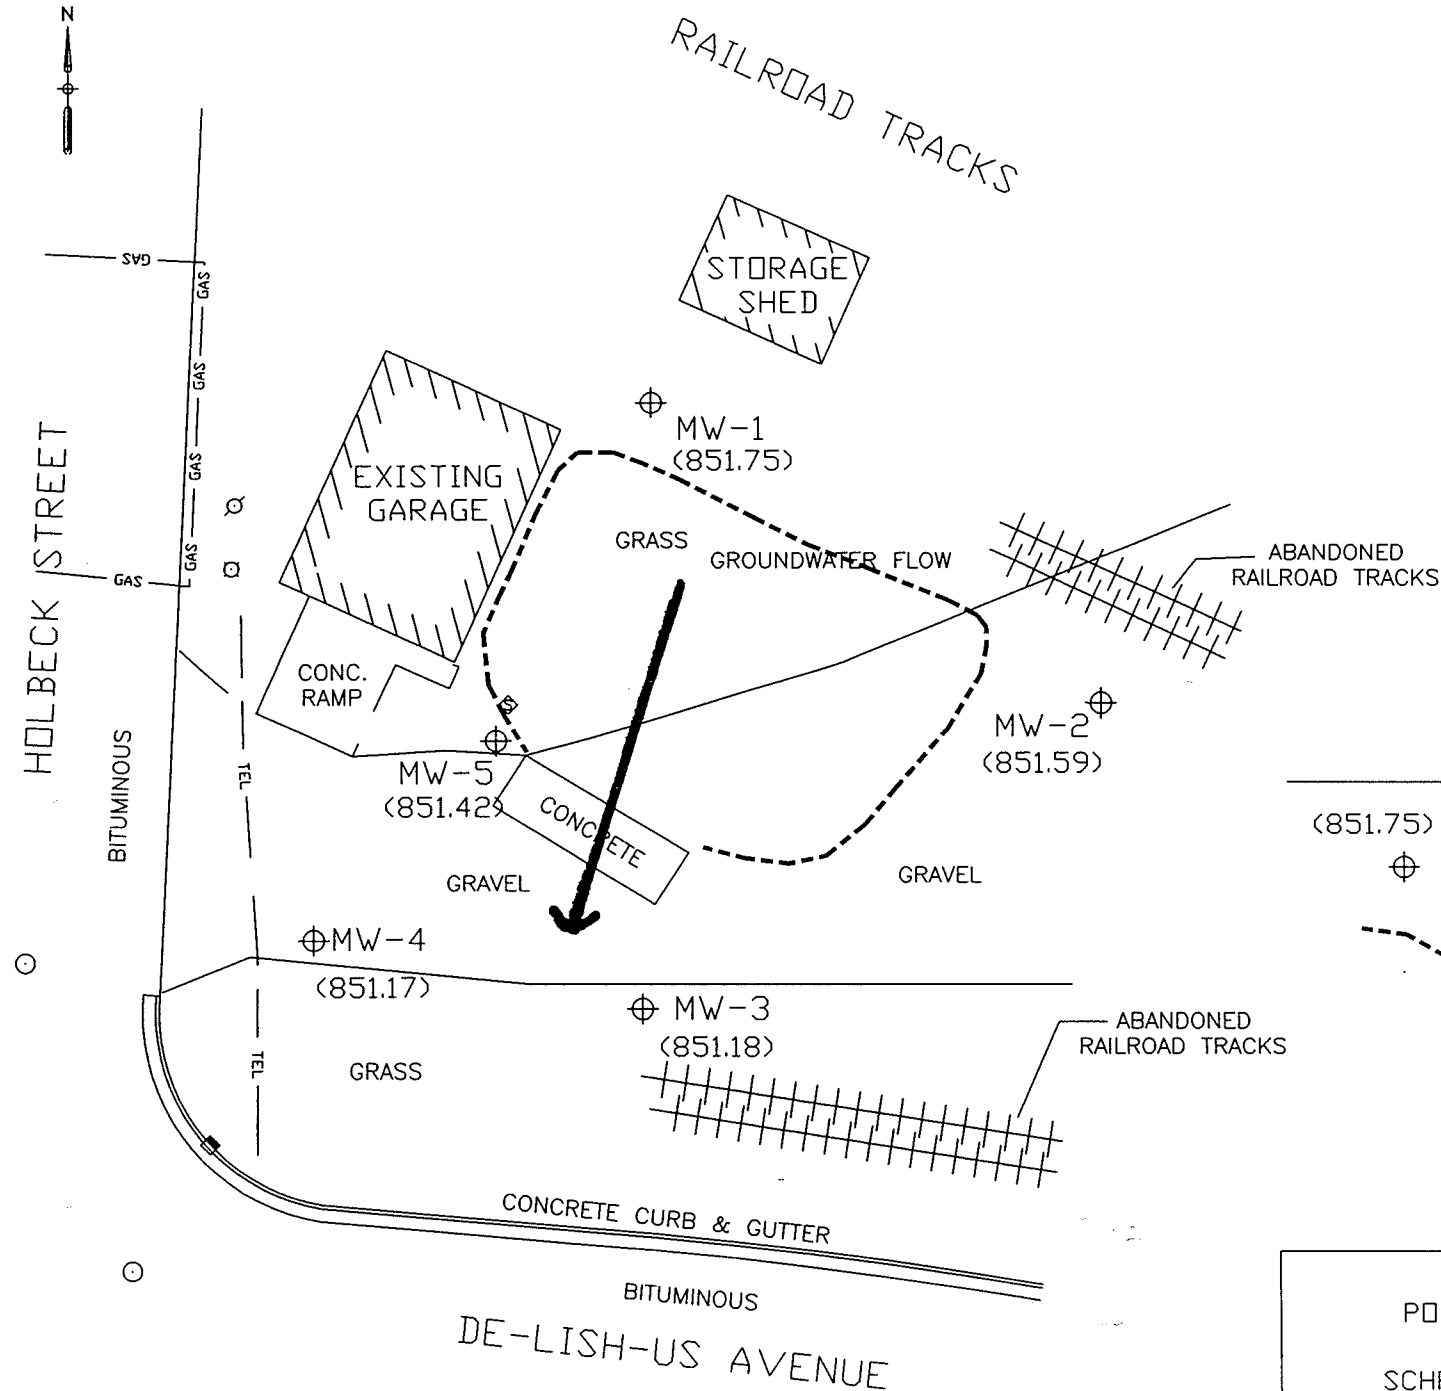 N
RAILROAD TRACKS
GAS
GAS
STORAGE
SHED
GAS
MW-1
(851.75)
EXISTING
GARAGE
GAS
HOLBECK STREET
GRASS
GROUNDWATER FLOW
ABANDONED
RAILROAD TRACKS
GAS
GAS
CONC.
RAMP
MW-2
(851.59)
BITUMINOUS
TEL
S
MW-5
(851.42)
CONCRETE
(851.75)
GRAVEL
GRAVEL
MW-4
(851.17)
MW-3
(851.18)
ABANDONED
RAILROAD TRACKS
TEL
GRASS
CONCRETE CURB & GUTTER
BITUMINOUS
DE-LISH-US AVENUE
PO
SCHE